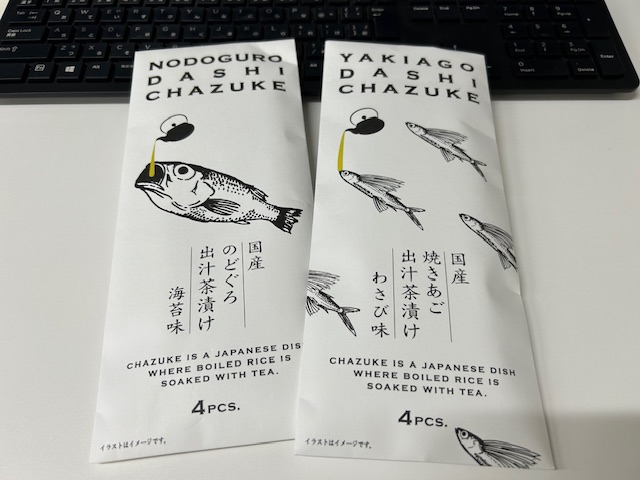 NODOGURO
DASHI
CHAZUKE
国産
のどぐろ
出汁茶漬け
海苔味
CHAZUKE IS A JAPANESE DISH
WHERE BOILED RICE IS
SOAKED WITH TEA.
4PCS.
イラストはイメージです。
YAKIAGO
DASHI
CHAZUKE
国産
焼きあご
出汁茶漬け
わさび味
CHAZUKE IS A JAPANESE DISH
WHERE BOILED RICE IS
SOAKED WITH TEA.
4PCS.
イラストはイメージです。